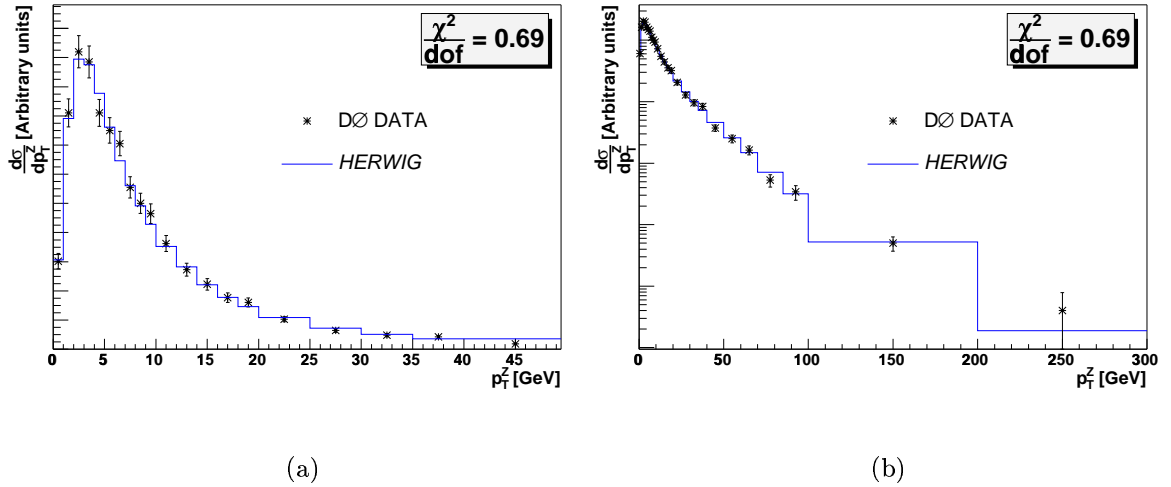 dσ
dp_T^Z [Arbitrary units]
χ²
dof = 0.69
DØ DATA
HERWIG
0 5 10 15 20 25 30 35 40 45
p_T^Z [GeV]
(a)
dσ
dp_T^Z [Arbitrary units]
χ²
dof = 0.69
DØ DATA
HERWIG
0 50 100 150 200 250 300
p_T^Z [GeV]
(b)